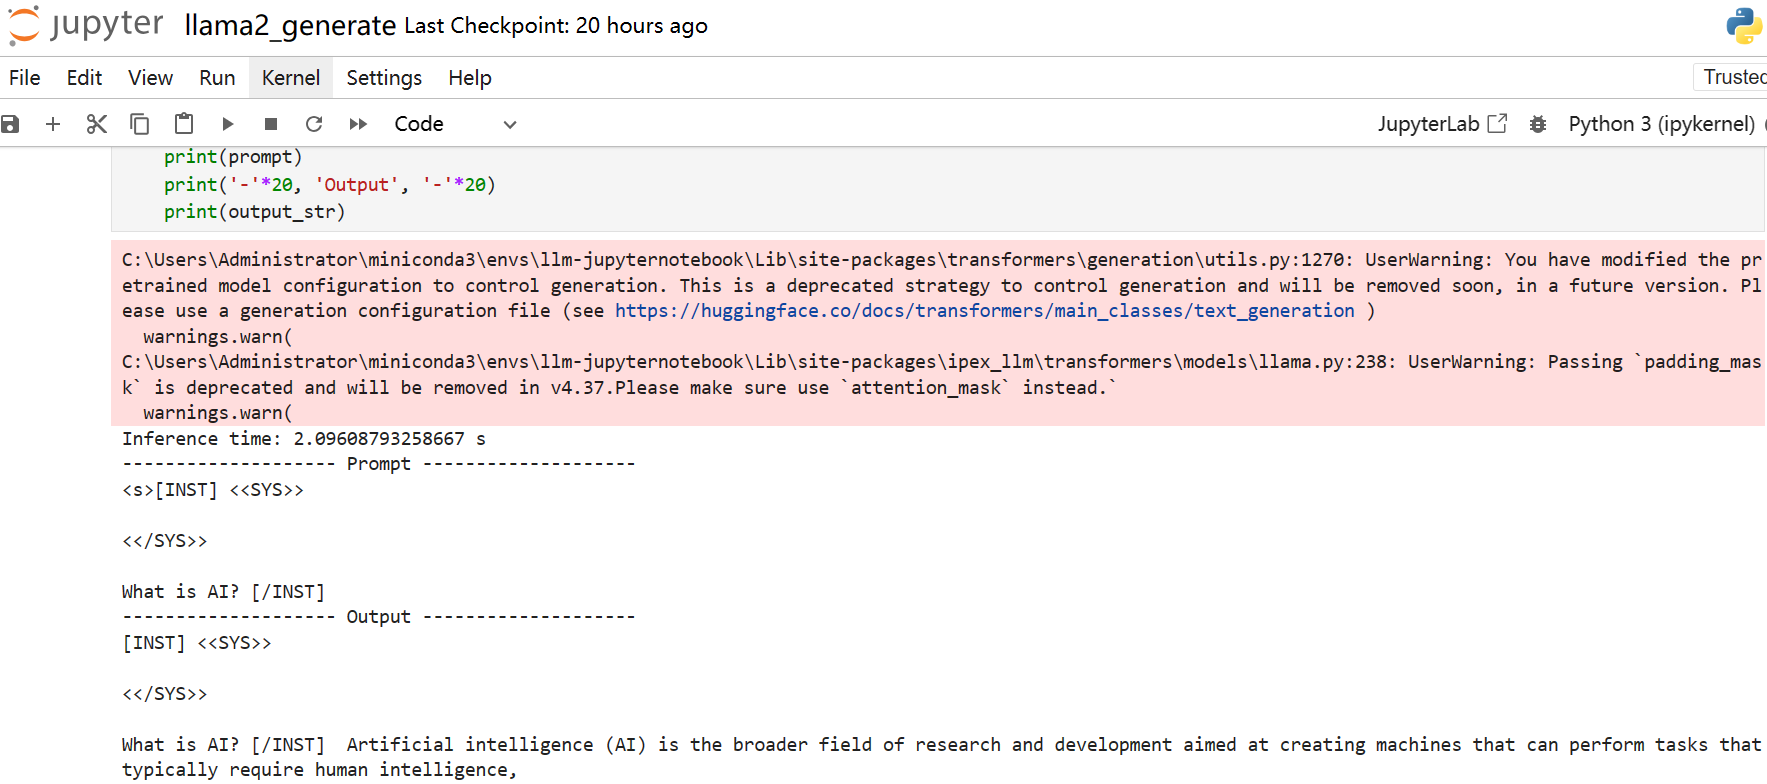 jupyter llama2_generate Last Checkpoint: 20 hours ago
File Edit View Run Kernel Settings Help
Trusted
Code JupyterLab Python 3 (ipykernel)
print(prompt)
print('-'*20, 'Output', '-'*20)
print(output_str)
C:\Users\Administrator\miniconda3\envs\llm-jupyternotebook\Lib\site-packages\transformers\generation\utils.py:1270: UserWarning: You have modified the pr
etrained model configuration to control generation. This is a deprecated strategy to control generation and will be removed soon, in a future version. Pl
ease use a generation configuration file (see https://huggingface.co/docs/transformers/main_classes/text_generation )
warnings.warn(
C:\Users\Administrator\miniconda3\envs\llm-jupyternotebook\Lib\site-packages\ipex_llm\transformers\models\llama.py:238: UserWarning: Passing `padding_mas
k` is deprecated and will be removed in v4.37.Please make sure use `attention_mask` instead.`
warnings.warn(
Inference time: 2.09608793258667 s
-------------------- Prompt --------------------
<s>[INST] <<SYS>>
<</SYS>>
What is AI? [/INST]
-------------------- Output --------------------
[INST] <<SYS>>
<</SYS>>
What is AI? [/INST]  Artificial intelligence (AI) is the broader field of research and development aimed at creating machines that can perform tasks that
typically require human intelligence,